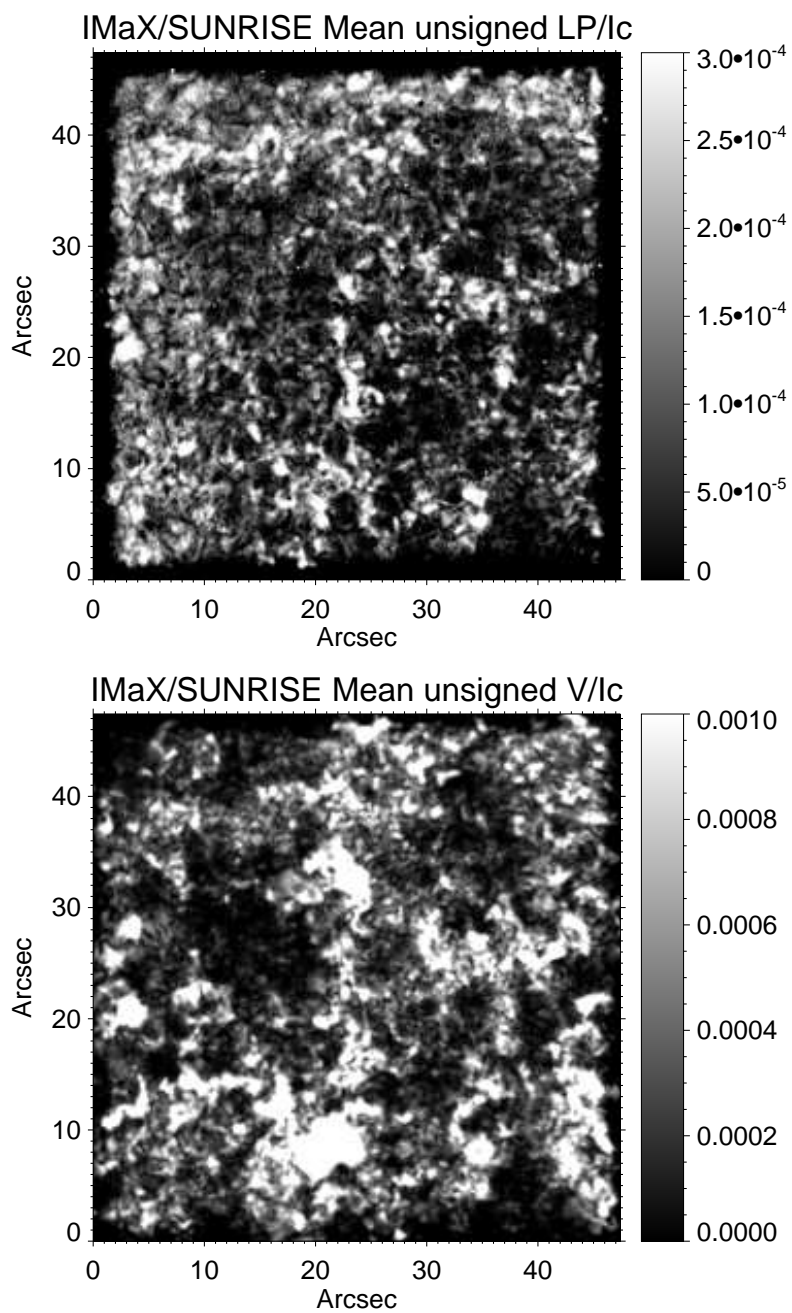 IMaX/SUNRISE Mean unsigned LP/Ic
3.0•10⁻⁴
2.5•10⁻⁴
2.0•10⁻⁴
1.5•10⁻⁴
1.0•10⁻⁴
5.0•10⁻⁵
0
Arcsec
40
30
20
10
0
0 10 20 30 40
Arcsec
IMaX/SUNRISE Mean unsigned V/Ic
0.0010
0.0008
0.0006
0.0004
0.0002
0.0000
Arcsec
40
30
20
10
0
0 10 20 30 40
Arcsec